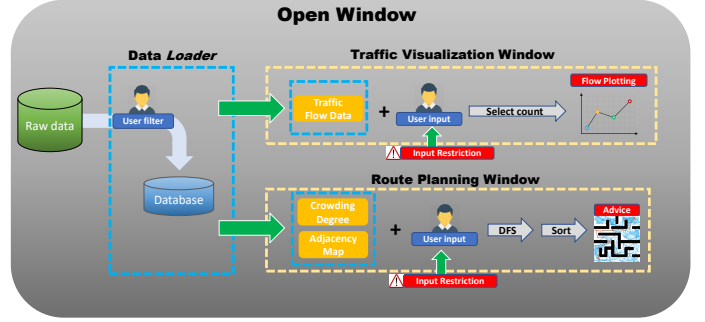 Open Window
Data Loader
Raw data
User filter
Database
Traffic Visualization Window
Traffic
Flow Data
+
User input
Select count
Flow Plotting
Input Restriction
Route Planning Window
Crowding
Degree
Adjacency
Map
+
User input
DFS
Sort
Advice
Input Restriction